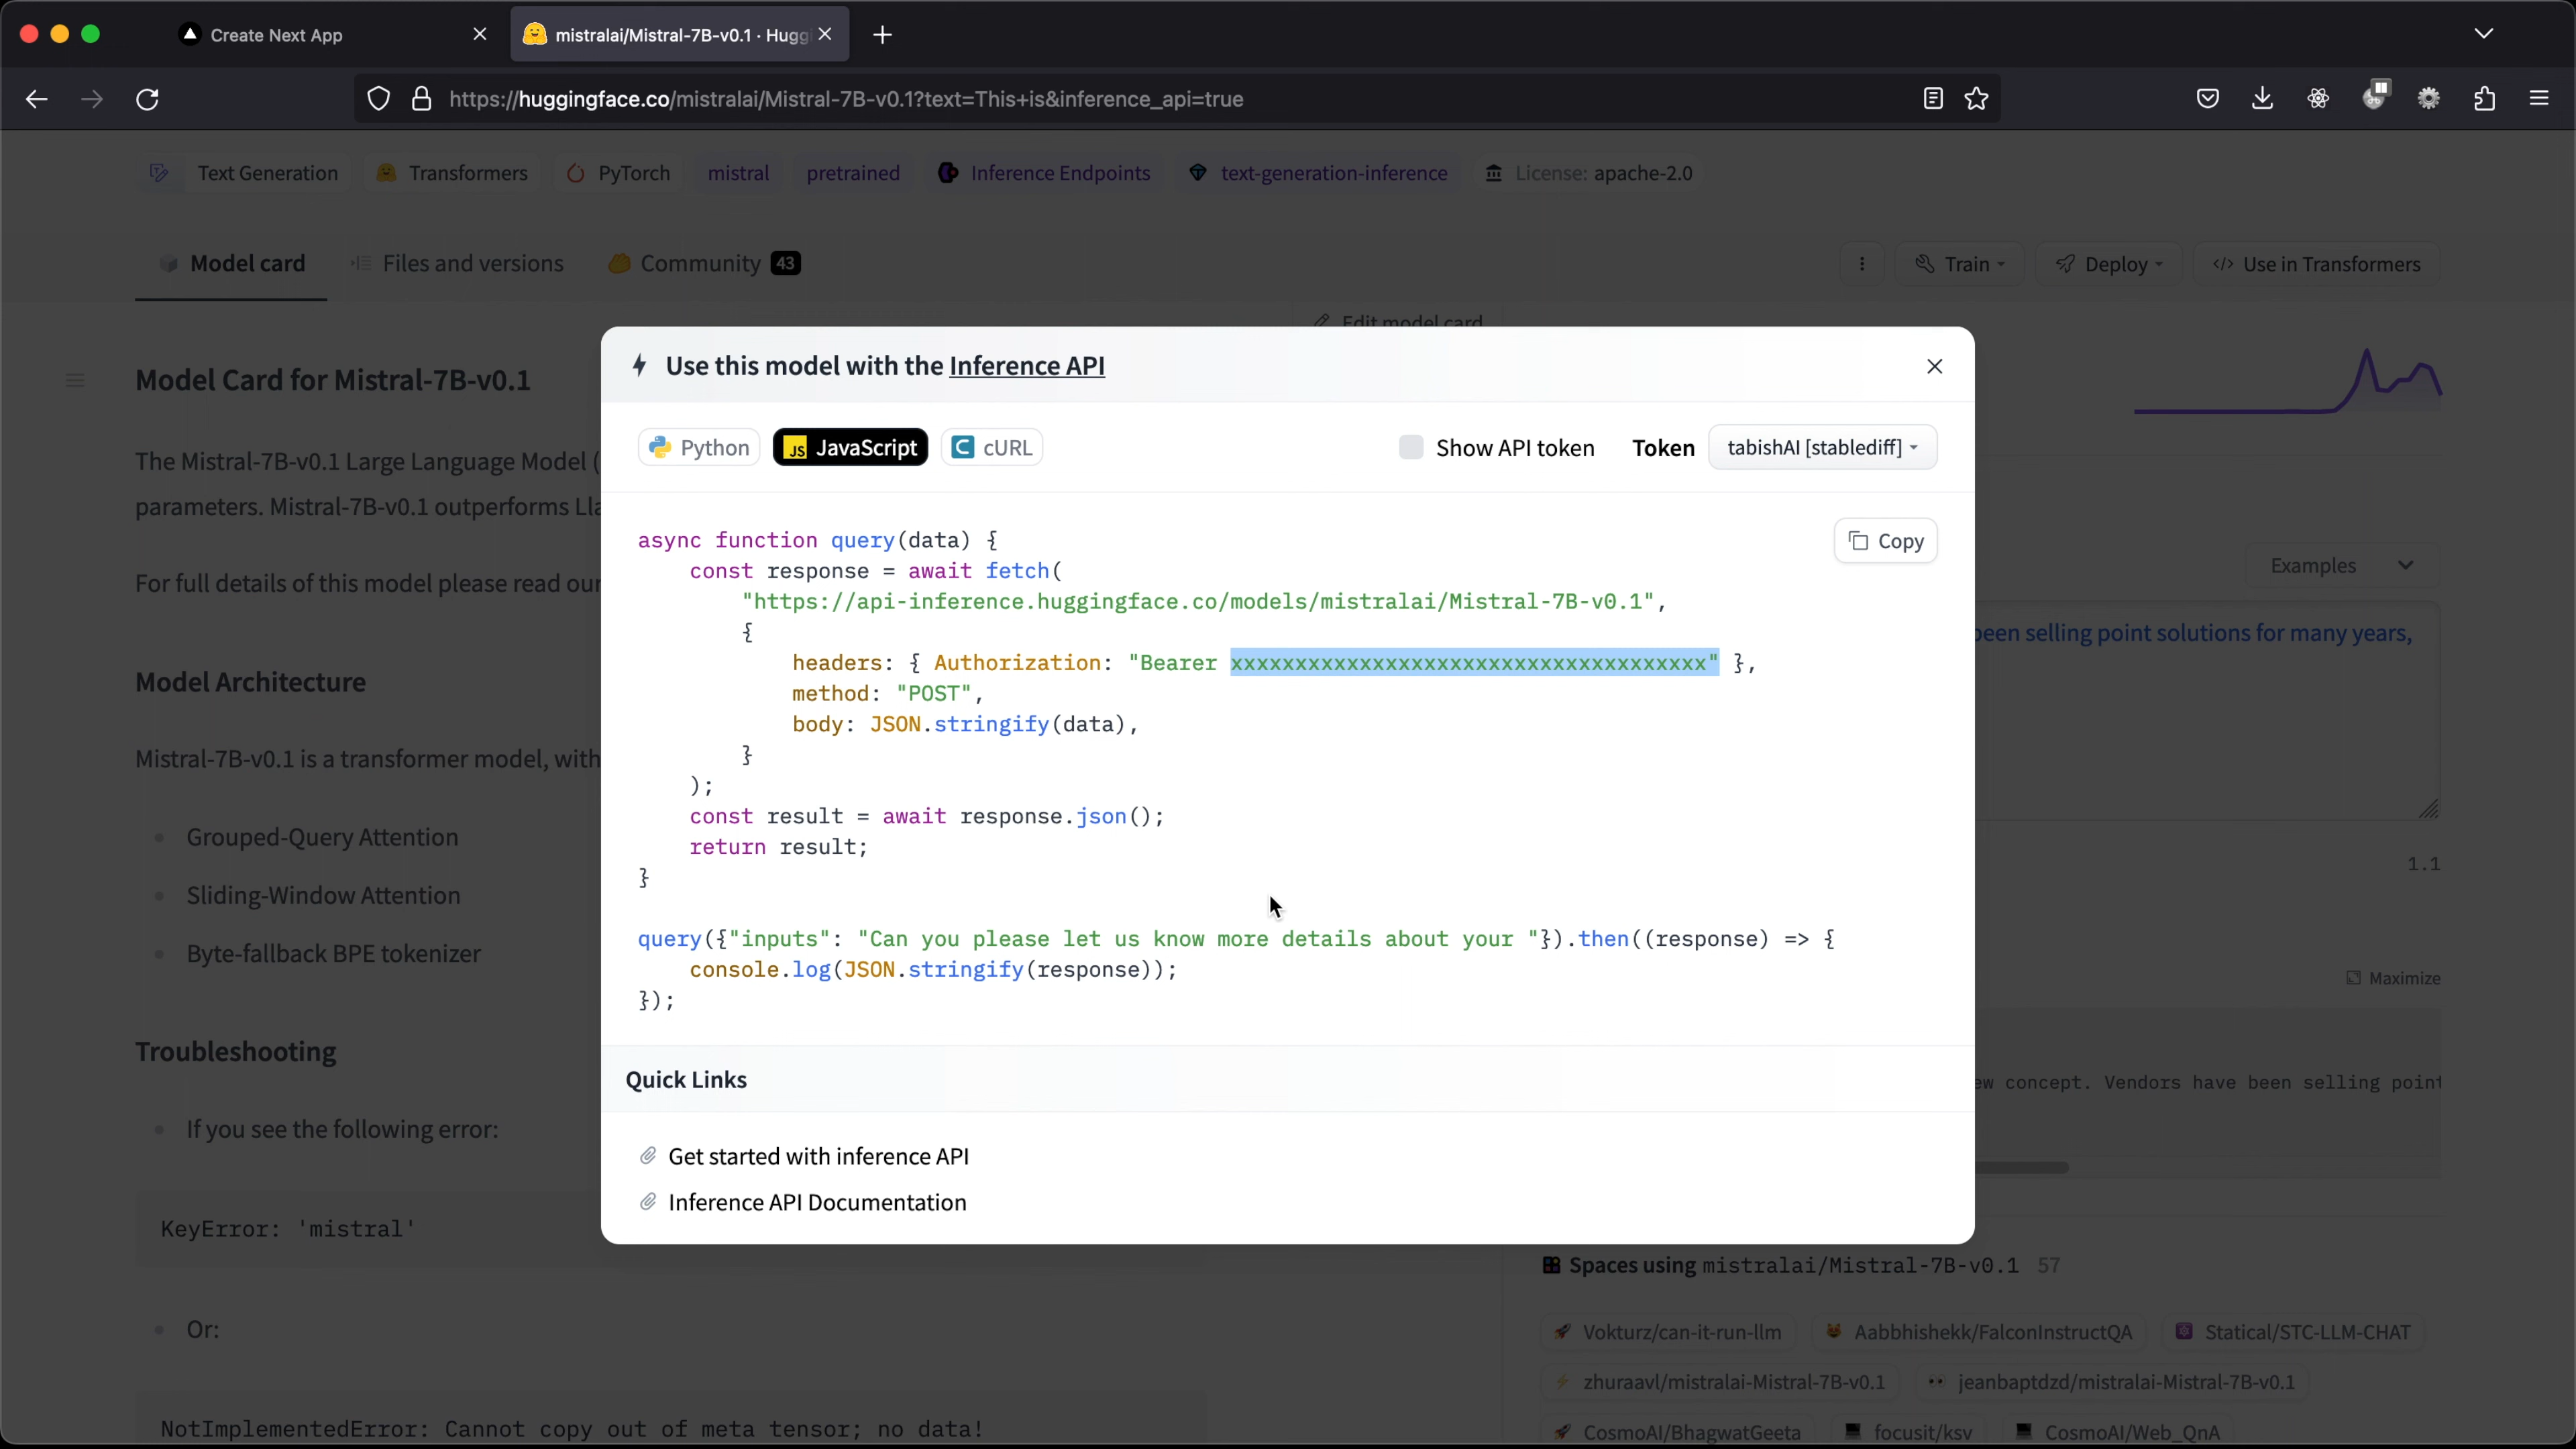 Create Next App
mistralai/Mistral-7B-v0.1 · Hugg
https://huggingface.co/mistralai/Mistral-7B-v0.1?text=This+is&inference_api=true
Text Generation Transformers PyTorch mistral pretrained Inference Endpoints text-generation-inference License: apache-2.0
Model card Files and versions Community 43 Train Deploy </> Use in Transformers
Edit model card
Model Card for Mistral-7B-v0.1
The Mistral-7B-v0.1 Large Language Model (
parameters. Mistral-7B-v0.1 outperforms Lla
For full details of this model please read our
Model Architecture
Mistral-7B-v0.1 is a transformer model, with
Grouped-Query Attention
Sliding-Window Attention
Byte-fallback BPE tokenizer
Troubleshooting
If you see the following error:
KeyError: 'mistral'
Or:
NotImplementedError: Cannot copy out of meta tensor; no data!
Use this model with the Inference API
Python JS JavaScript C cURL Show API token Token tabishAI [stablediff]
Copy
async function query(data) {
const response = await fetch(
"https://api-inference.huggingface.co/models/mistralai/Mistral-7B-v0.1",
{
headers: { Authorization: "Bearer xxxxxxxxxxxxxxxxxxxxxxxxxxxxxxxxxxxxx" },
method: "POST",
body: JSON.stringify(data),
}
);
const result = await response.json();
return result;
}
query({"inputs": "Can you please let us know more details about your "}).then((response) => {
console.log(JSON.stringify(response));
});
Quick Links
Get started with inference API
Inference API Documentation
Examples
been selling point solutions for many years,
1.1
Maximize
ew concept. Vendors have been selling point
Spaces using mistralai/Mistral-7B-v0.1 57
Vokturz/can-it-run-llm Aabbhishekk/FalconInstructQA Statical/STC-LLM-CHAT
zhuraavl/mistralai-Mistral-7B-v0.1 jeanbaptdzd/mistralai-Mistral-7B-v0.1
CosmoAI/BhagwatGeeta focusit/ksv CosmoAI/Web_QnA